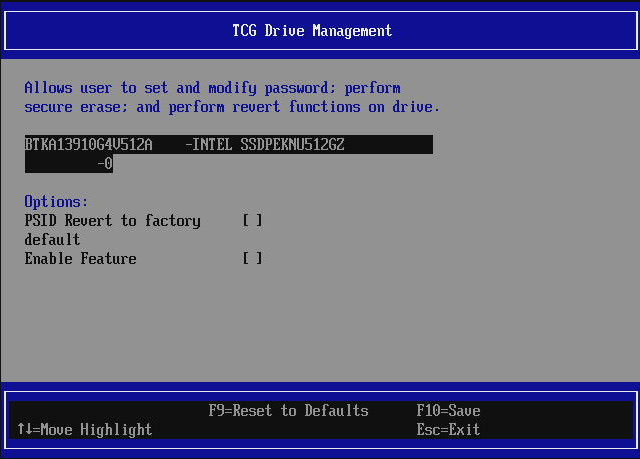 TCG Drive Management
Allows user to set and modify password; perform
secure erase; and perform revert functions on drive.
BTKA13910G4V512A    -INTEL SSDPEKNU512GZ
-0
Options:
PSID Revert to factory     [ ]
default
Enable Feature             [ ]
F9=Reset to Defaults      F10=Save
↑↓=Move Highlight      Esc=Exit